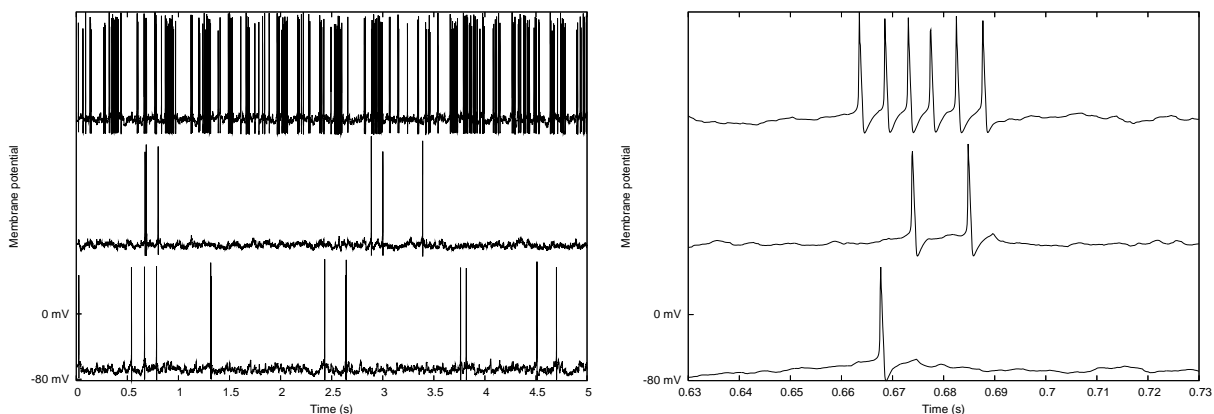 Membrane potential
0 mV
-80 mV
0 0.5 1 1.5 2 2.5 3 3.5 4 4.5 5
Time (s)
Membrane potential
0 mV
-80 mV
0.63 0.64 0.65 0.66 0.67 0.68 0.69 0.7 0.71 0.72 0.73
Time (s)